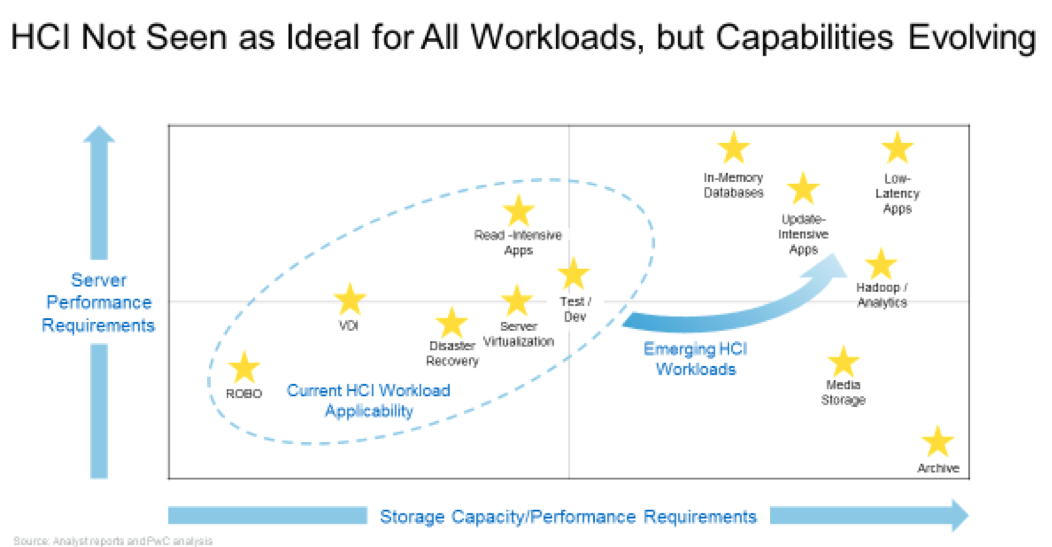 HCI Not Seen as Ideal for All Workloads, but Capabilities Evolving
In-Memory
Databases
Low-
Latency
Apps
Update-
Intensive
Apps
Read -Intensive
Apps
Server
Performance
Requirements
Hadoop /
Analytics
Test /
Dev
VDI
Server
Virtualization
Disaster
Recovery
Emerging HCI
Workloads
ROBO
Current HCI Workload
Applicability
Media
Storage
Archive
Storage Capacity/Performance Requirements
Source: Analyst reports and PwC analysis